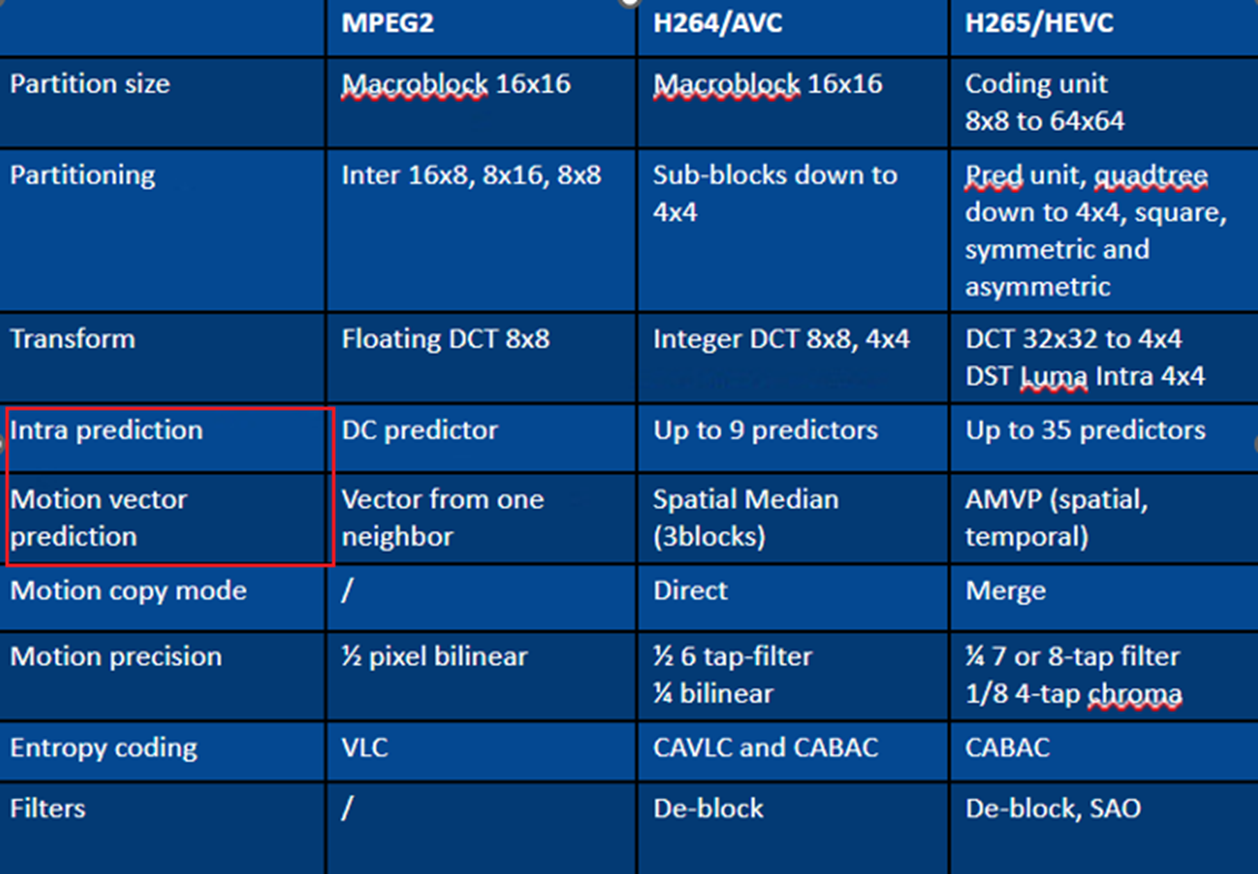 MPEG2 H264/AVC H265/HEVC
Partition size Macroblock 16x16 Macroblock 16x16 Coding unit
8x8 to 64x64
Partitioning Inter 16x8, 8x16, 8x8 Sub-blocks down to Pred unit, quadtree
4x4 down to 4x4, square,
symmetric and
asymmetric
Transform Floating DCT 8x8 Integer DCT 8x8, 4x4 DCT 32x32 to 4x4
DST Luma Intra 4x4
Intra prediction DC predictor Up to 9 predictors Up to 35 predictors
Motion vector Vector from one Spatial Median AMVP (spatial,
prediction neighbor (3blocks) temporal)
Motion copy mode / Direct Merge
Motion precision ½ pixel bilinear ½ 6 tap-filter ¼ 7 or 8-tap filter
¼ bilinear 1/8 4-tap chroma
Entropy coding VLC CAVLC and CABAC CABAC
Filters / De-block De-block, SAO